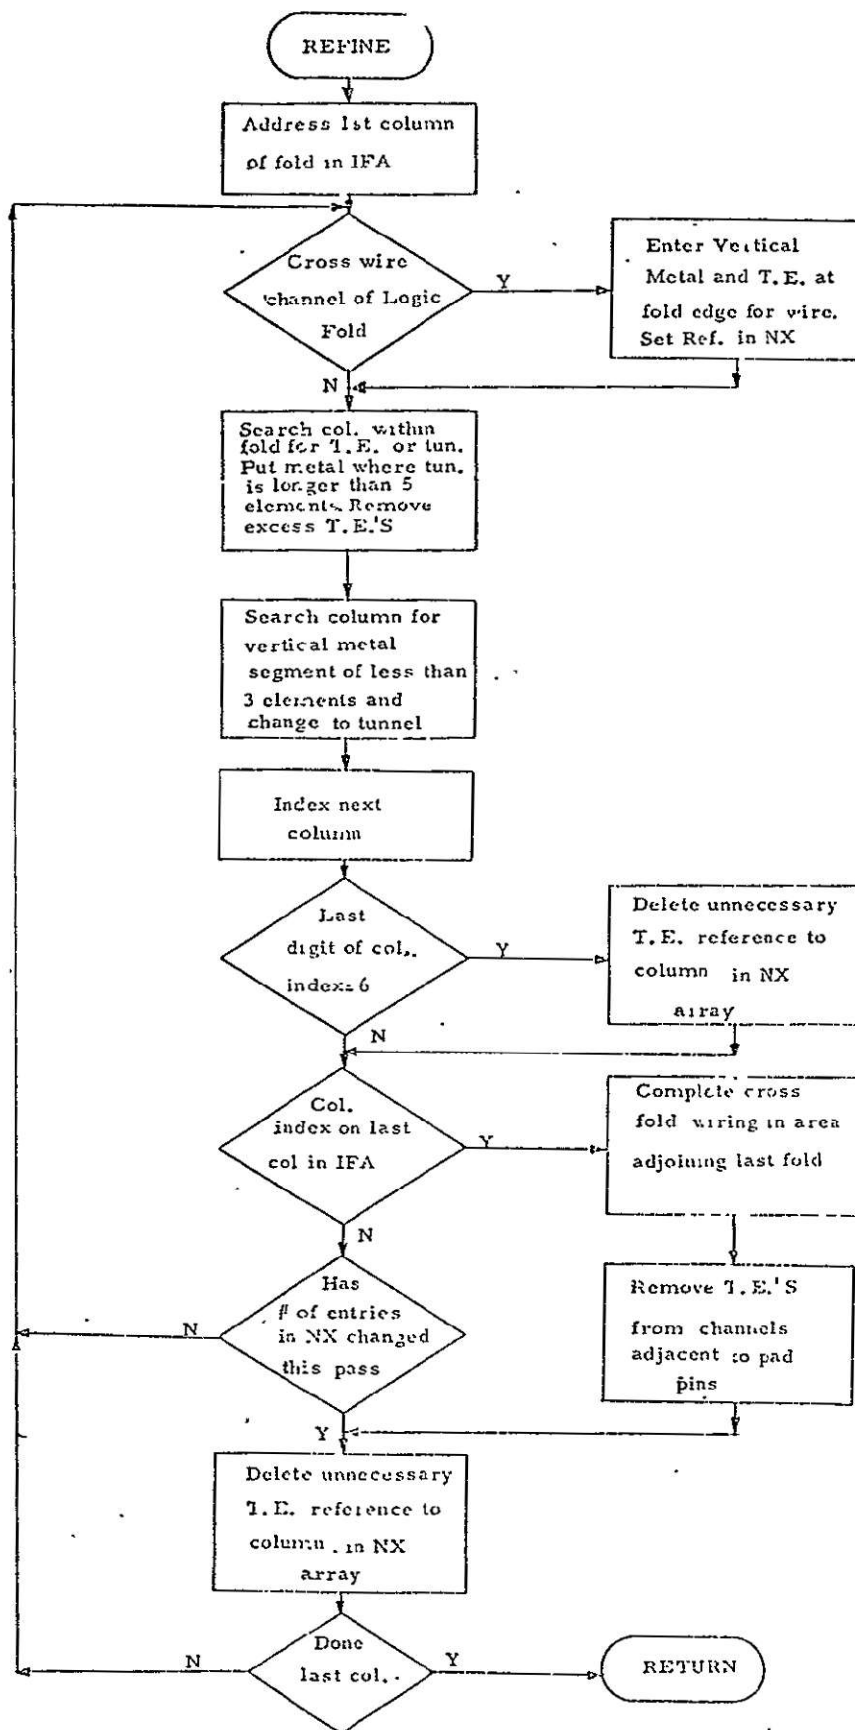 REFINE
Address 1st column
of fold in IFA
Cross wire
channel of Logic
Fold
Y
Enter Vertical
Metal and T.E. at
fold edge for wire.
Set Ref. in NX
N
Search col. within
fold for T.E. or tun.
Put metal where tun.
is longer than 5
elements. Remove
excess T.E.'S
Search column for
vertical metal
segment of less than
3 elements and
change to tunnel
Index next
column
Last
digit of col.
index=6
Y
Delete unnecessary
T.E. reference to
column in NX
array
N
Col.
index on last
col in IFA
Y
Complete cross
fold wiring in area
adjoining last fold
N
Has
# of entries
in NX changed
this pass
N
Remove T.E.'S
from channels
adjacent to pad
pins
Y
Delete unnecessary
T.E. reference to
column in NX
array
Done
last col.
N
Y
RETURN